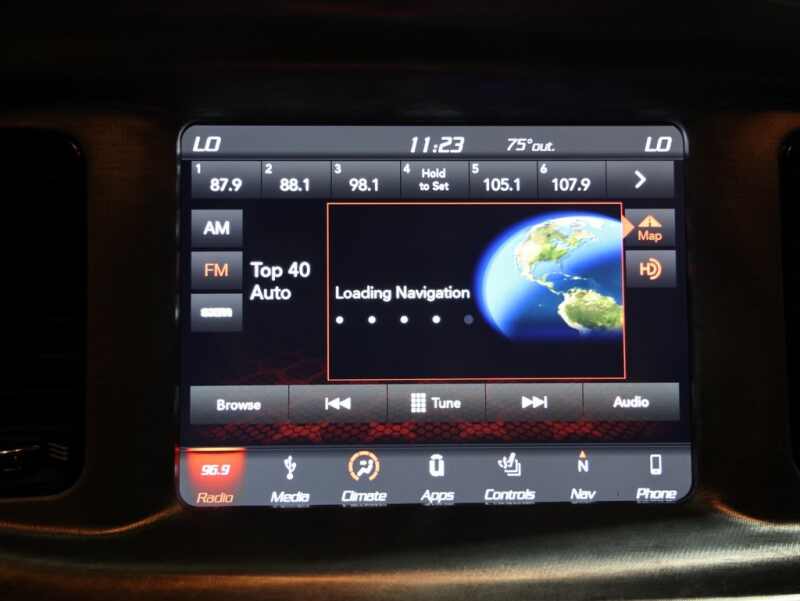 LO 11:23 75° out. LO
1 87.9 2 88.1 3 98.1 4 Hold to Set 5 105.1 6 107.9
AM
FM
SXM
Top 40
Auto
Loading Navigation
Map
HD
Browse Tune Audio
96.9
Radio Media Climate Apps Controls N Nav Phone